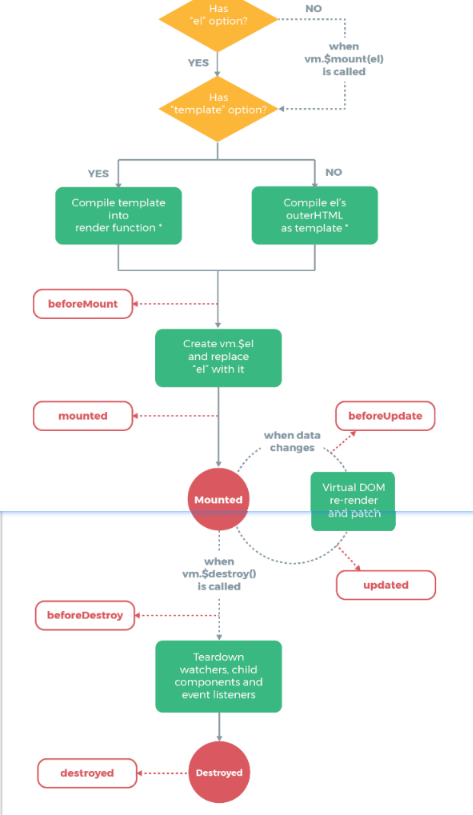 Has
"el" option?
NO
when
vm.$mount(el)
is called
YES
Has
"template" option?
YES
NO
Compile template
into
render function *
Compile el's
outerHTML
as template *
beforeMount
Create vm.$el
and replace
"el" with it
mounted
when data
changes
beforeUpdate
Mounted
Virtual DOM
re-render
and patch
when
vm.$destroy()
is called
updated
beforeDestroy
Teardown
watchers, child
components and
event listeners
destroyed
Destroyed